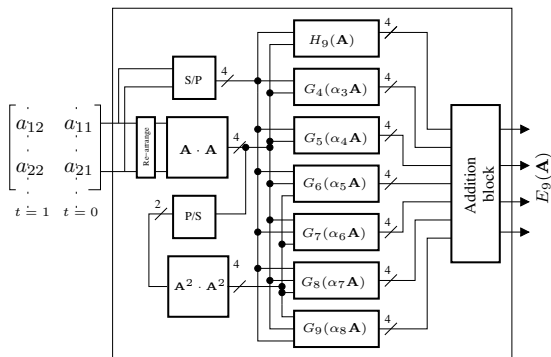 H₉(A)
4
S/P
4
G₄(α₃A)
4
a₁₂ a₁₁
a₂₂ a₂₁
t = 1 t = 0
Re-arrange
A · A
4
G₅(α₄A)
4
G₆(α₅A)
4
P/S
2
G₇(α₆A)
4
A² · A²
4
G₈(α₇A)
4
G₉(α₈A)
4
Addition
block
E₉(A)